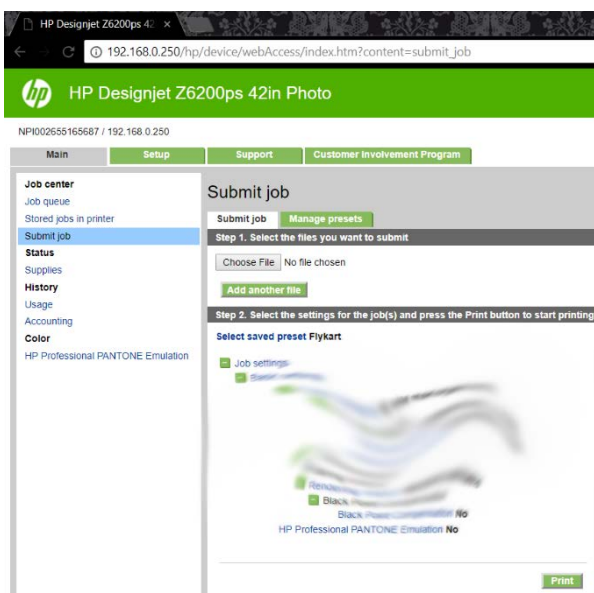 HP Designjet Z6200ps 42 ×
192.168.0.250/hp/device/webAccess/index.htm?content=submit_job
hp HP Designjet Z6200ps 42in Photo
NPI002655165687 / 192.168.0.250
Main Setup Support Customer Involvement Program
Job center
Job queue
Stored jobs in printer
Submit job
Status
Supplies
History
Usage
Accounting
Color
HP Professional PANTONE Emulation
Submit job
Submit job Manage presets
Step 1. Select the files you want to submit
Choose File No file chosen
Add another file
Step 2. Select the settings for the job(s) and press the Print button to start printing
Select saved preset Flykart
Job settings
Rendering
Black
Black No
HP Professional PANTONE Emulation No
Print